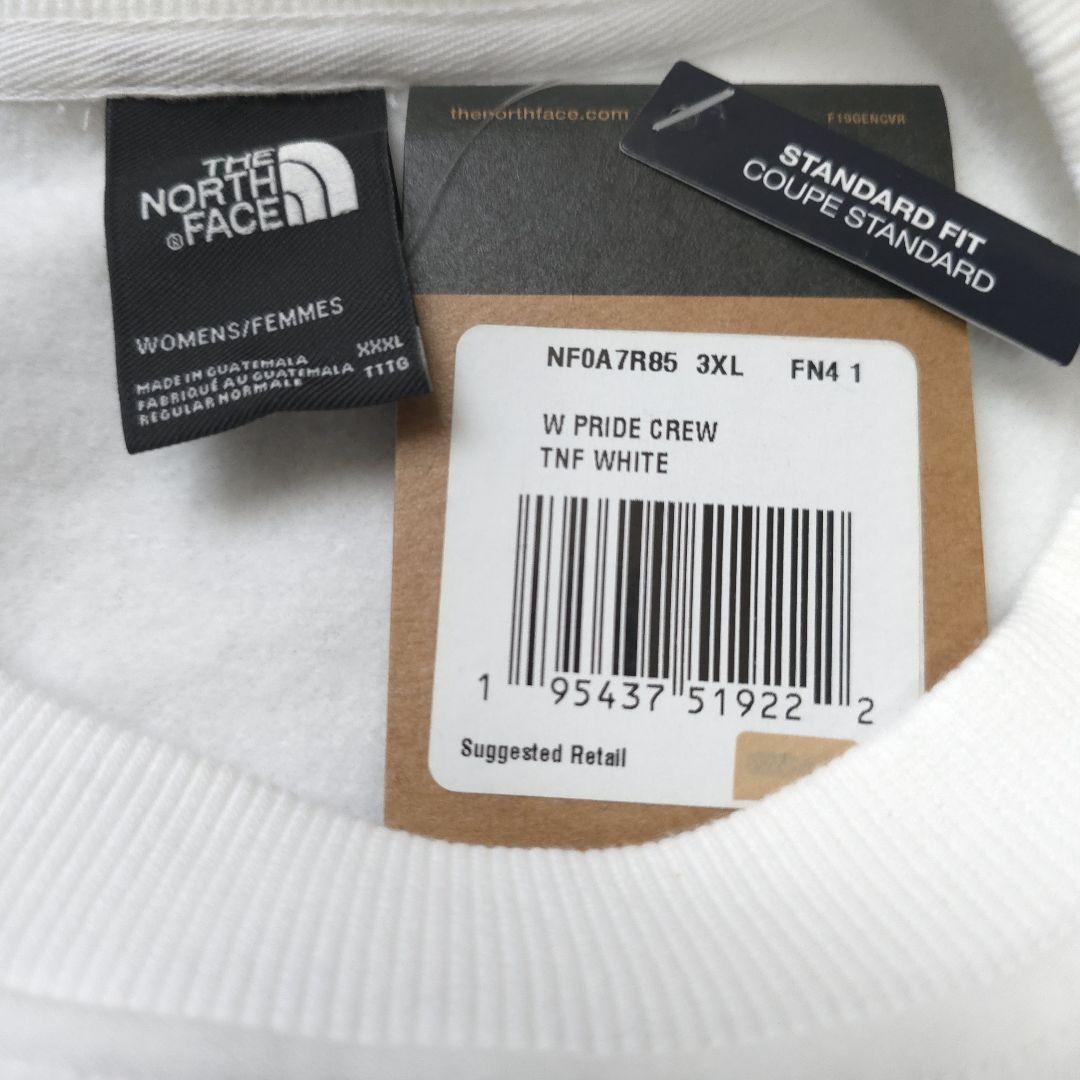 THE
NORTH
FACE
®
WOMENS/FEMMES
MADE IN GUATEMALA XXXL
FABRIQUÉ AU GUATEMALA TTTG
REGULAR NORMALE
thenorthface.com
F19GENCVR
STANDARD FIT
COUPE STANDARD
NF0A7R85 3XL FN4 1
W PRIDE CREW
TNF WHITE
1 95437 51922 2
Suggested Retail